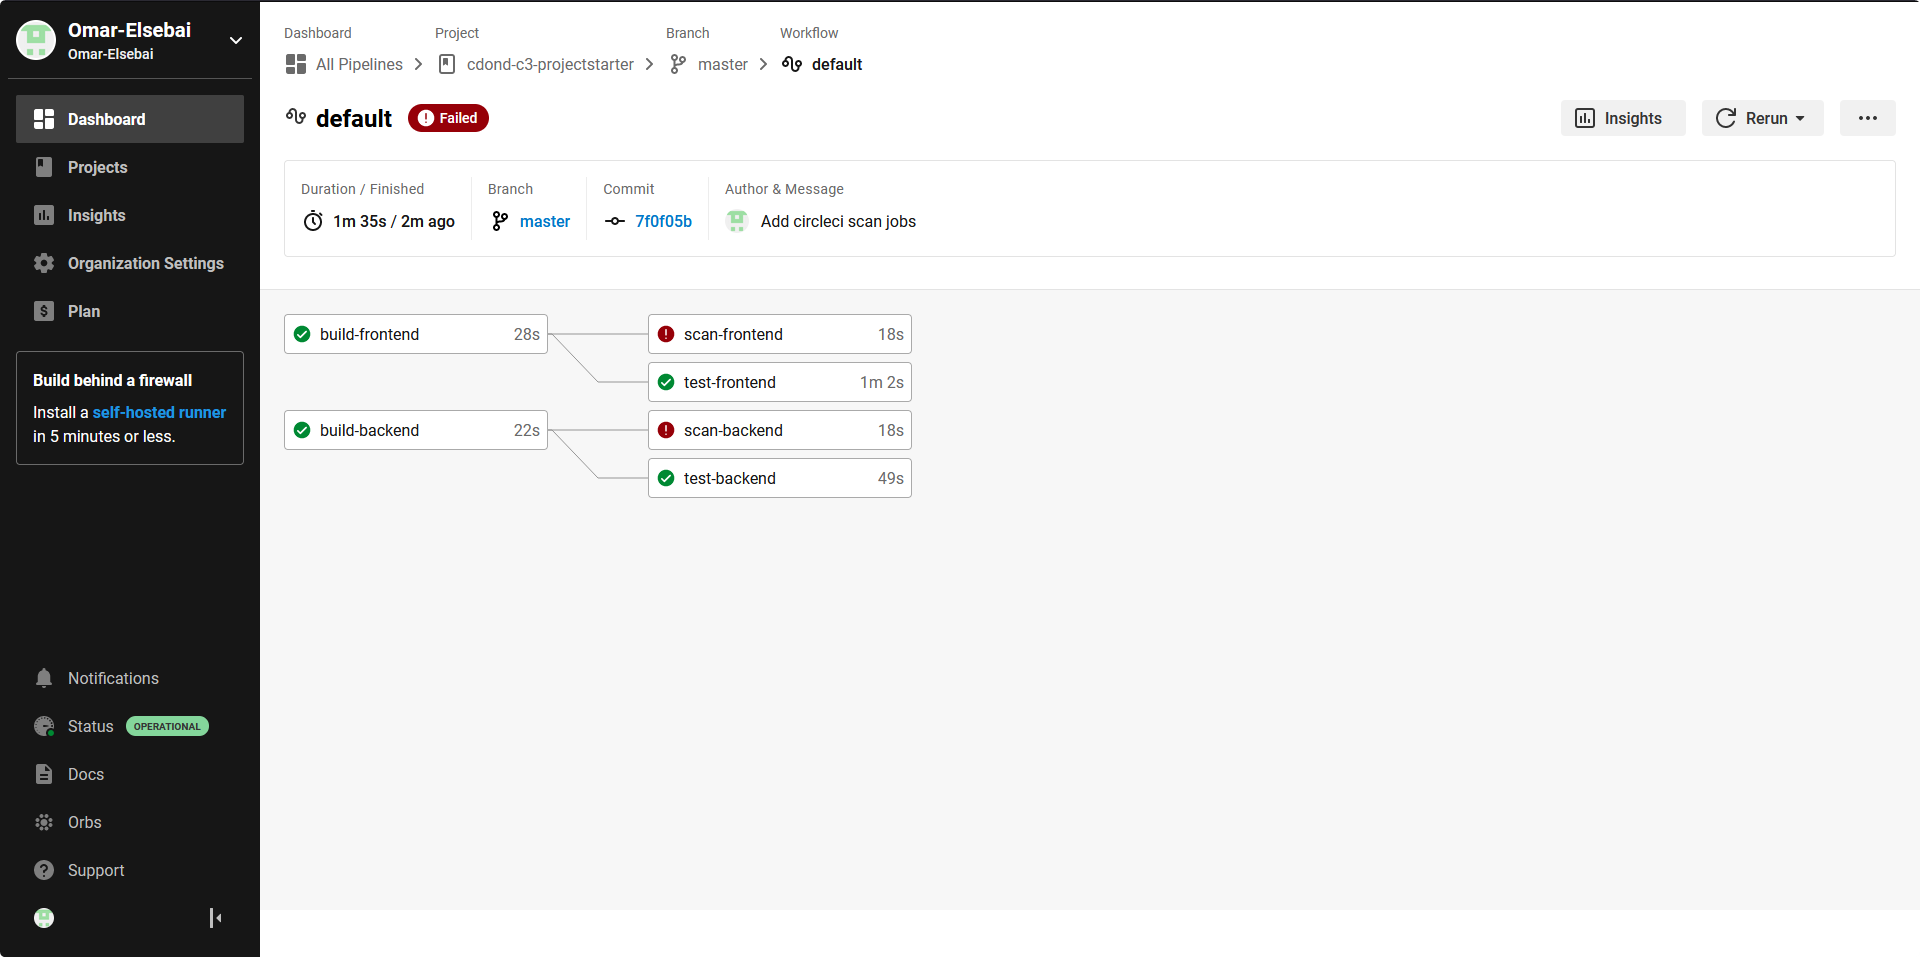 Omar-Elsebai
Omar-Elsebai
Dashboard
Projects
Insights
Organization Settings
Plan
Build behind a firewall
Install a self-hosted runner
in 5 minutes or less.
Notifications
Status OPERATIONAL
Docs
Orbs
Support
Dashboard Project Branch Workflow
All Pipelines cdond-c3-projectstarter master default
default Failed
Insights Rerun
Duration / Finished Branch Commit Author & Message
1m 35s / 2m ago master 7f0f05b Add circleci scan jobs
build-frontend 28s scan-frontend 18s
test-frontend 1m 2s
build-backend 22s scan-backend 18s
test-backend 49s